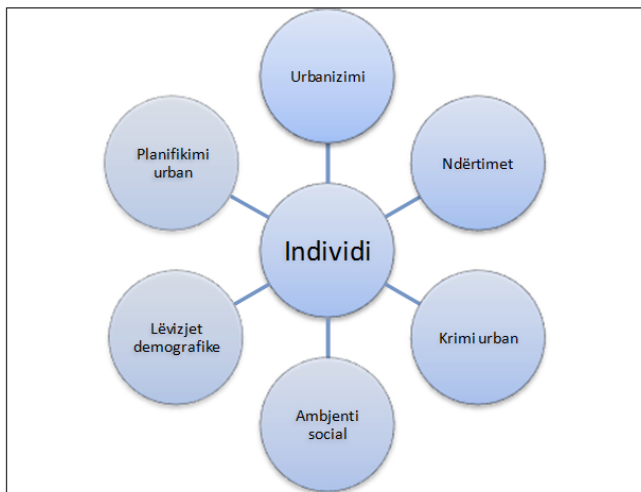 Urbanizimi
Ndërtimet
Krimi urban
Ambjenti
social
Lëvizjet
demografike
Planifikimi
urban
Individi